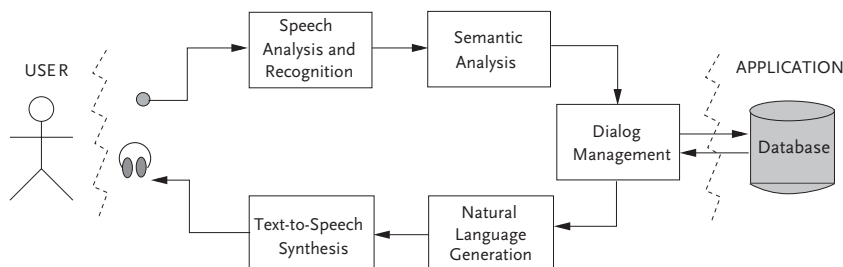 USER
Speech
Analysis and
Recognition
Semantic
Analysis
APPLICATION
Dialog
Management
Database
Text-to-Speech
Synthesis
Natural
Language
Generation